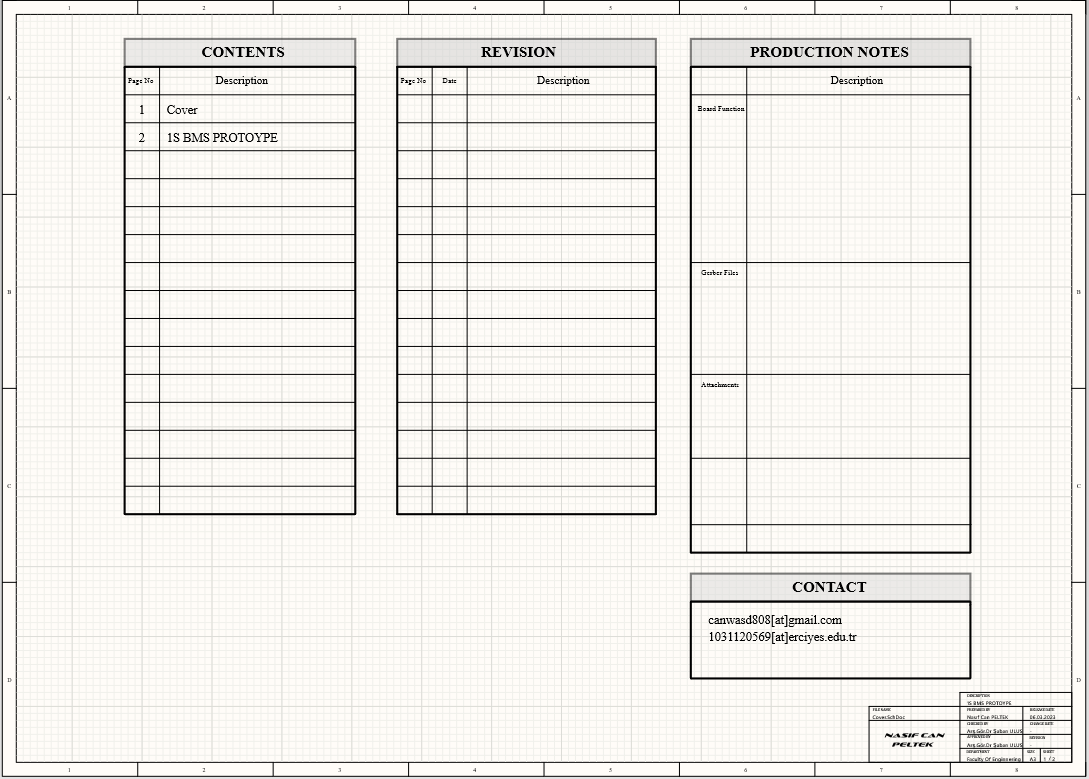 1 2 3 4 5 6 7 8
CONTENTS
Page No Description
1 Cover
2 1S BMS PROTOYPE
REVISION
Page No Date Description
PRODUCTION NOTES
Description
Board Function
Gerber Files
Attachments
CONTACT
canwasd808[at]gmail.com
1031120569[at]erciyes.edu.tr
A A
B B
C C
D D
DESCRIPTION
1S BMS PROTOYPE
FILE NAME
Cover.SchDoc
PREPARED BY
Nasif Can PELTEK
RELEASE DATE
06.03.2023
CHECKED BY
Arş.Gör.Dr Şaban ULUS
CHANGE DATE
APPROVED BY
Arş.Gör.Dr Şaban ULUS
REVISION
NASIF CAN
PELTEK
DEPARTMENT
Faculty Of Engineering
SIZE
A3
SHEET
1 / 2
1 2 3 4 5 6 7 8